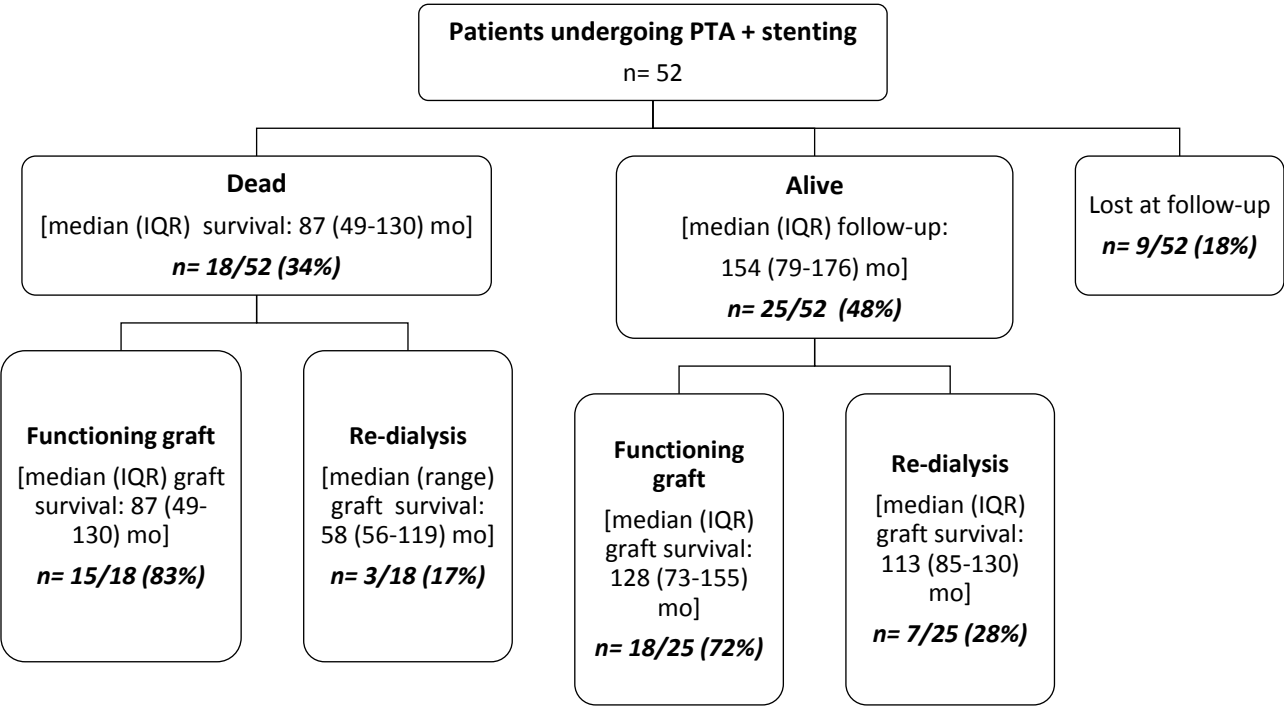 Patients undergoing PTA + stenting
n= 52
Dead
[median (IQR) survival: 87 (49-130) mo]
n= 18/52 (34%)
Alive
[median (IQR) follow-up:
154 (79-176) mo]
n= 25/52 (48%)
Lost at follow-up
n= 9/52 (18%)
Functioning graft
[median (IQR) graft
survival: 87 (49-
130) mo]
n= 15/18 (83%)
Re-dialysis
[median (range)
graft survival:
58 (56-119) mo]
n= 3/18 (17%)
Functioning
graft
[median (IQR)
graft survival:
128 (73-155)
mo]
n= 18/25 (72%)
Re-dialysis
[median (IQR)
graft survival:
113 (85-130)
mo]
n= 7/25 (28%)